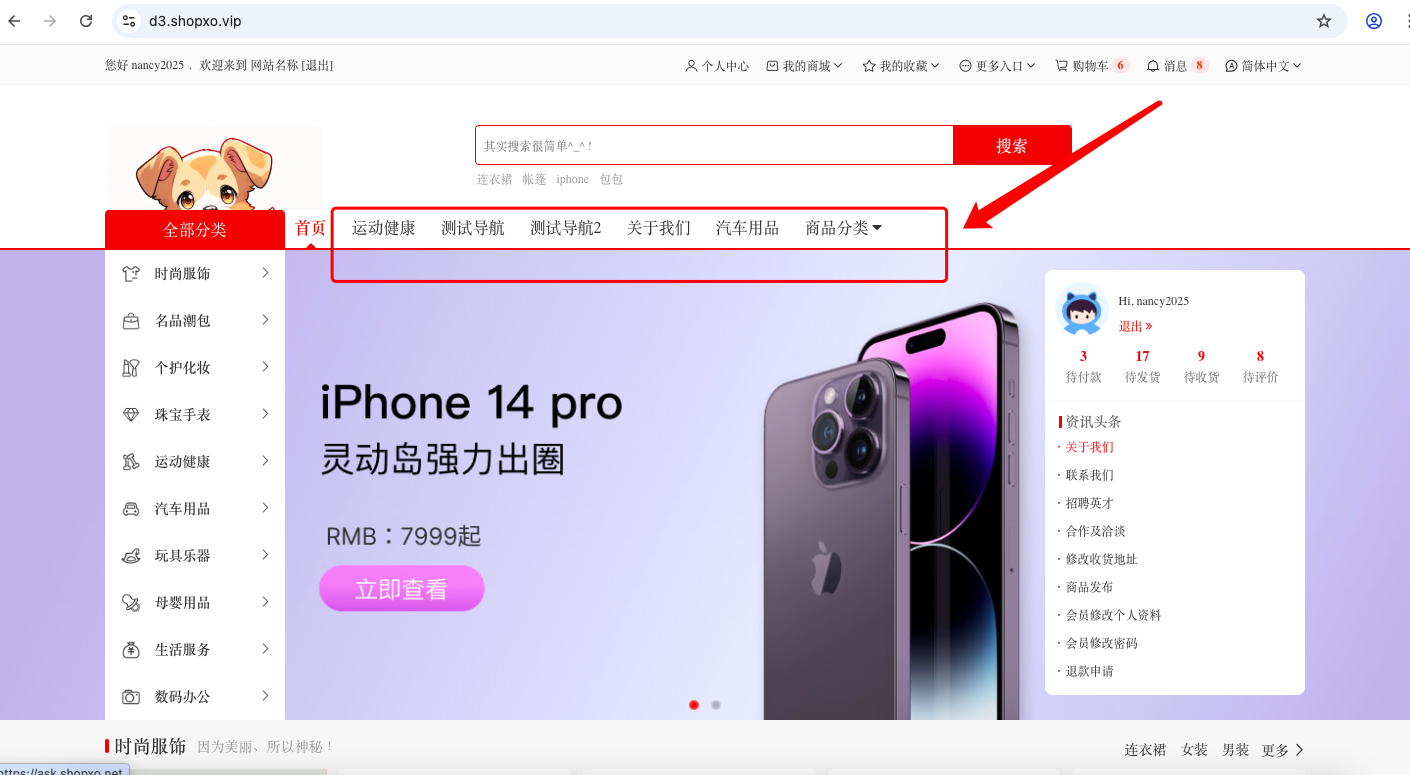 d3.shopxo.vip
您好 nancy2025 ，欢迎来到 网站名称 [退出]
个人中心 我的商城 我的收藏 更多入口 购物车 6 消息 8 简体中文
其实搜索很简单^_^ !
搜索
连衣裙 帐篷 iphone 包包
全部分类 首页 运动健康 测试导航 测试导航2 关于我们 汽车用品 商品分类
时尚服饰
名品潮包
个护化妆
珠宝手表
运动健康
汽车用品
玩具乐器
母婴用品
生活服务
数码办公
iPhone 14 pro
灵动岛强力出圈
RMB：7999起
立即查看
Hi, nancy2025
退出
3 17 9 8
待付款 待发货 待收货 待评价
资讯头条
· 关于我们
· 联系我们
· 招聘英才
· 合作及洽谈
· 修改收货地址
· 商品发布
· 会员修改个人资料
· 会员修改密码
· 退款申请
时尚服饰 因为美丽、所以神秘！
连衣裙 女装 男装 更多
https://ask.shopxo.net